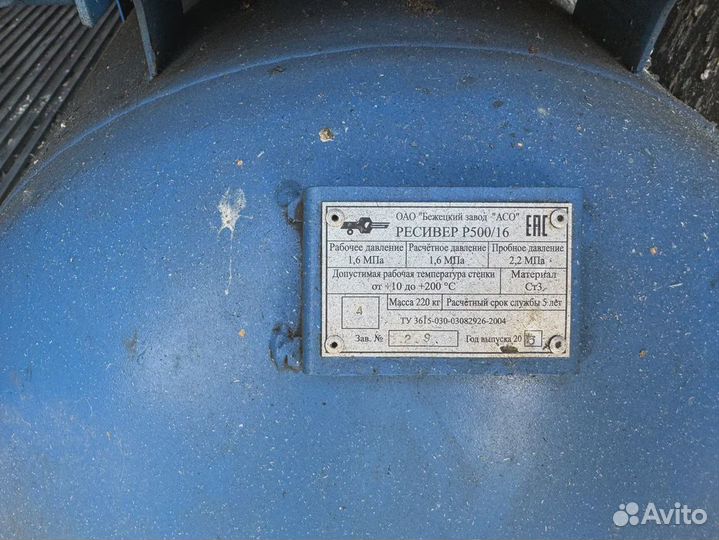 ОАО "Бежецкий завод "АСО" EAC
РЕСИВЕР Р500/16
Рабочее давление Расчётное давление Пробное давление
1,6 МПа 1,6 МПа 2,2 МПа
Допустимая рабочая температура стенки Материал
от +10 до +200 °С Ст3
4 Масса 220 кг Расчётный срок службы 5 лет
ТУ 3615-030-03082926-2004
Зав. № Год выпуска 20
Avito